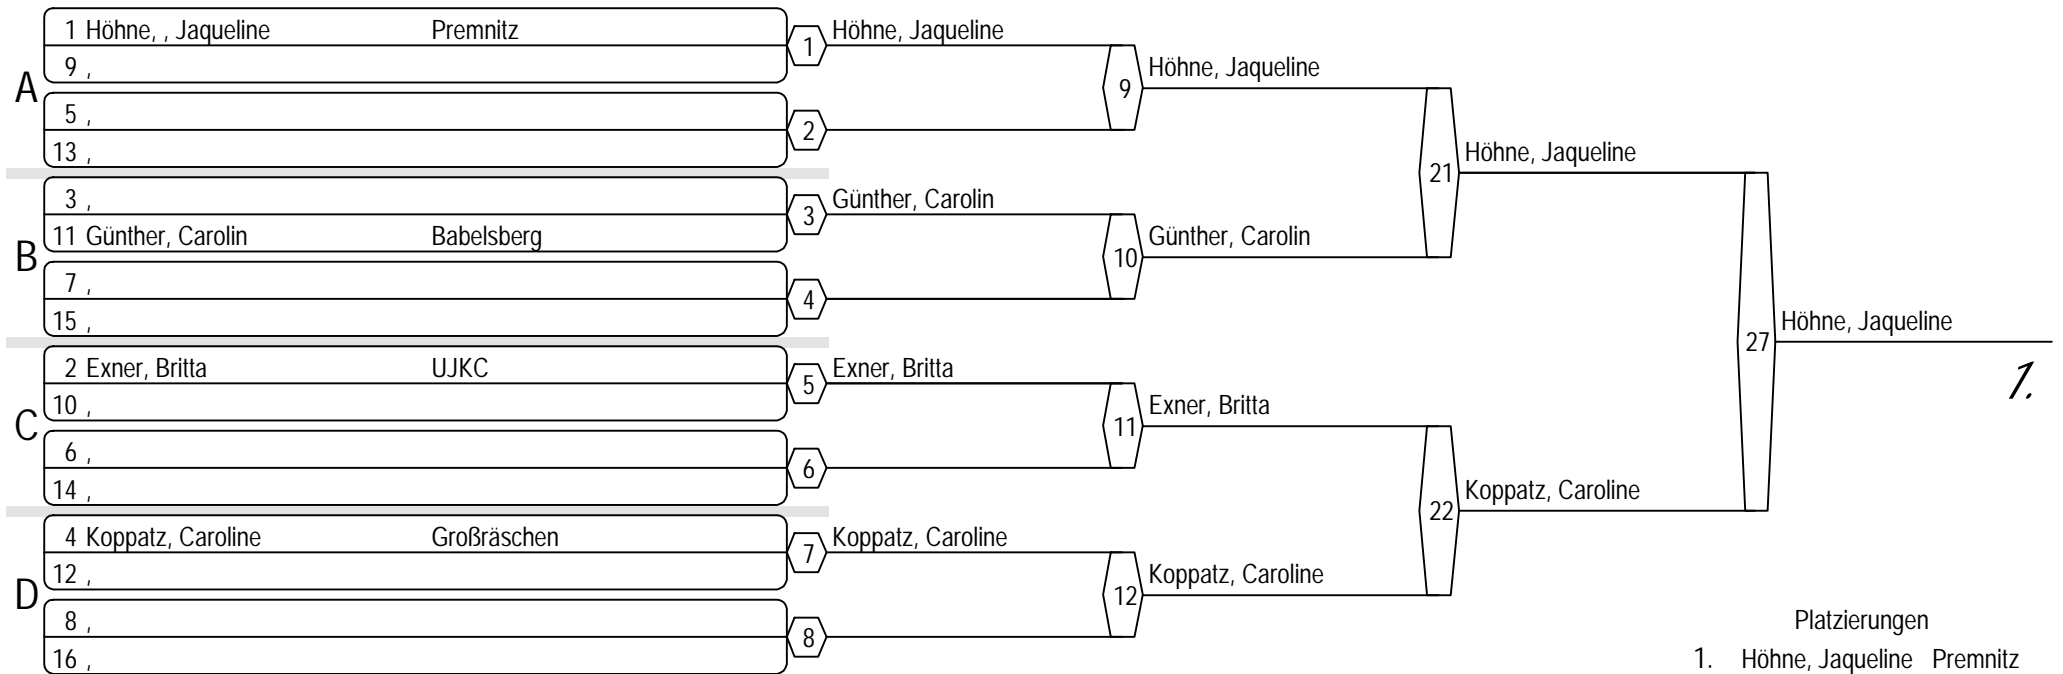 1 Höhne, , Jaqueline Premnitz
9 ,
1
Höhne, Jaqueline
A
5 ,
13 ,
2
9
Höhne, Jaqueline
3 ,
11 Günther, Carolin Babelsberg
3
Günther, Carolin
B
7 ,
15 ,
4
10
Günther, Carolin
21
Höhne, Jaqueline
2 Exner, Britta UJKC
10 ,
5
Exner, Britta
C
6 ,
14 ,
6
11
Exner, Britta
4 Koppatz, Caroline Großräschen
12 ,
7
Koppatz, Caroline
D
8 ,
16 ,
8
12
Koppatz, Caroline
22
Koppatz, Caroline
27
Höhne, Jaqueline
1.
Platzierungen
1. Höhne, Jaqueline Premnitz